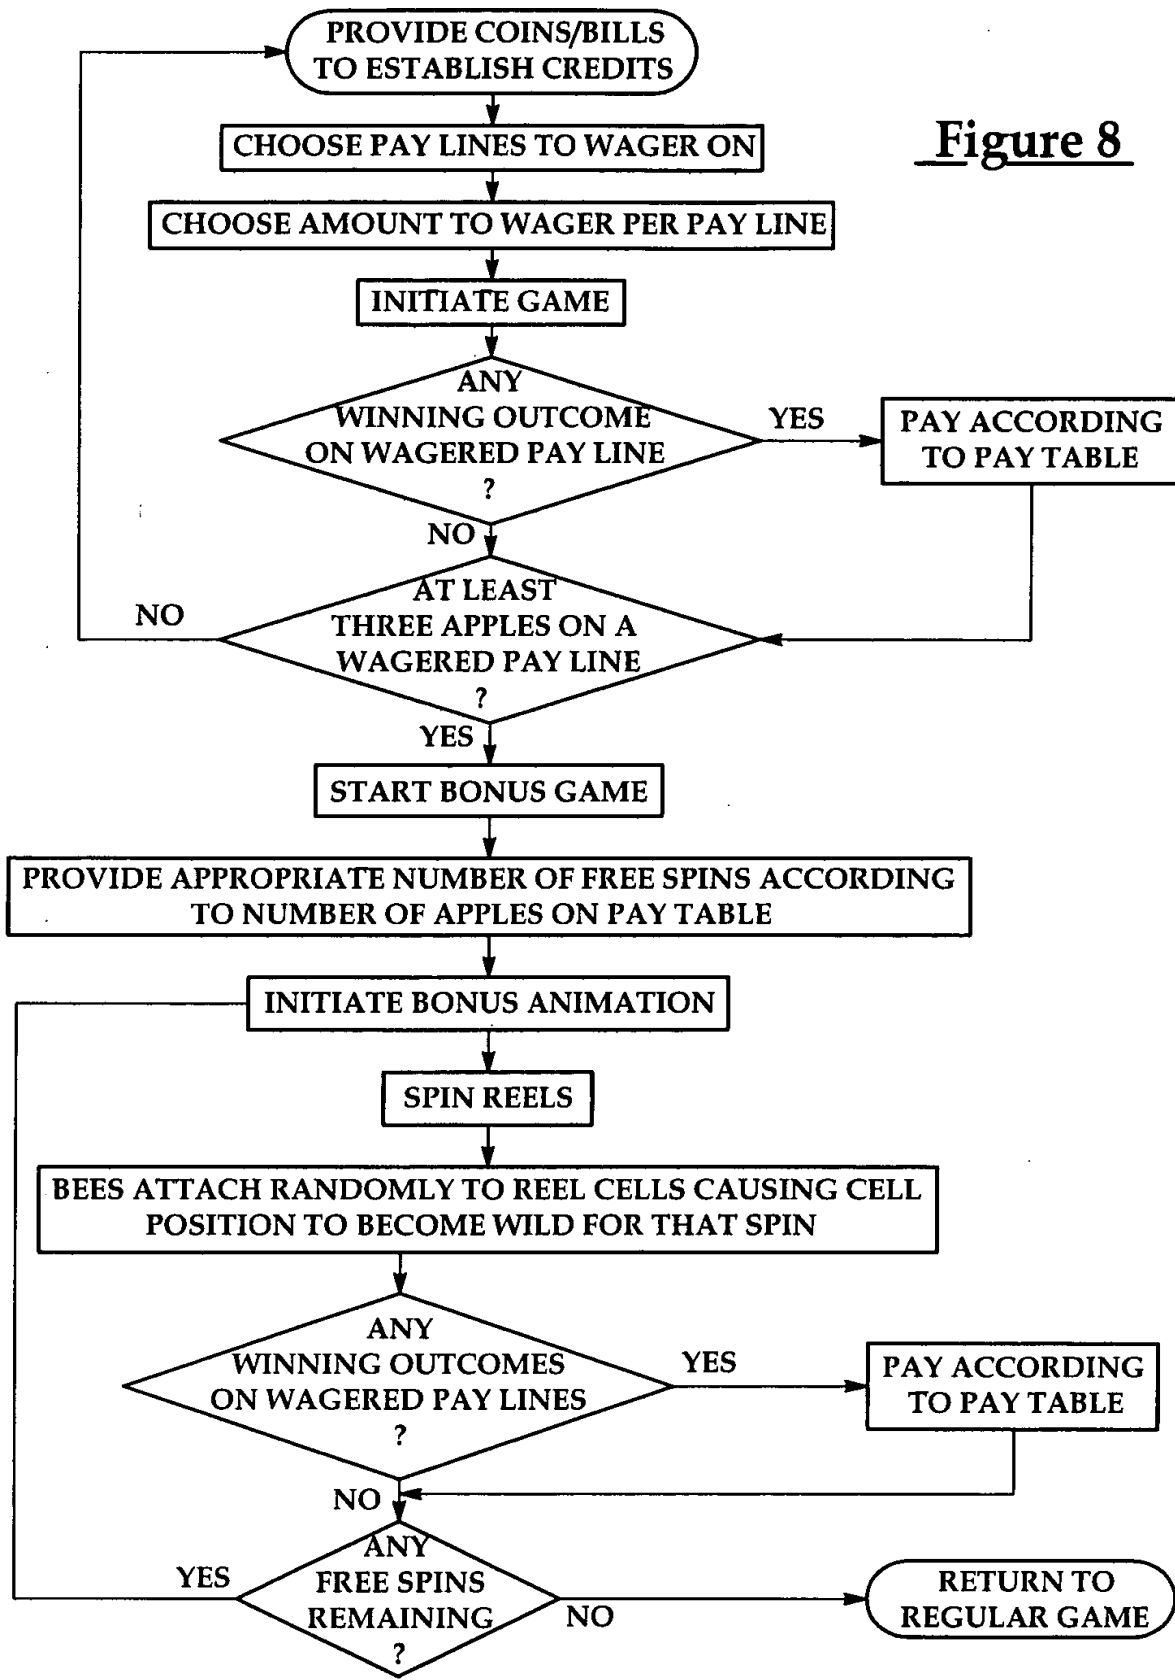 PROVIDE COINS/BILLS
TO ESTABLISH CREDITS
Figure 8
CHOOSE PAY LINES TO WAGER ON
CHOOSE AMOUNT TO WAGER PER PAY LINE
INITIATE GAME
ANY
WINNING OUTCOME
ON WAGERED PAY LINE
?
YES
PAY ACCORDING
TO PAY TABLE
NO
AT LEAST
THREE APPLES ON A
WAGERED PAY LINE
?
NO
YES
START BONUS GAME
PROVIDE APPROPRIATE NUMBER OF FREE SPINS ACCORDING
TO NUMBER OF APPLES ON PAY TABLE
INITIATE BONUS ANIMATION
SPIN REELS
BEES ATTACH RANDOMLY TO REEL CELLS CAUSING CELL
POSITION TO BECOME WILD FOR THAT SPIN
ANY
WINNING OUTCOMES
ON WAGERED PAY LINES
?
YES
PAY ACCORDING
TO PAY TABLE
NO
ANY
FREE SPINS
REMAINING
?
YES
NO
RETURN TO
REGULAR GAME